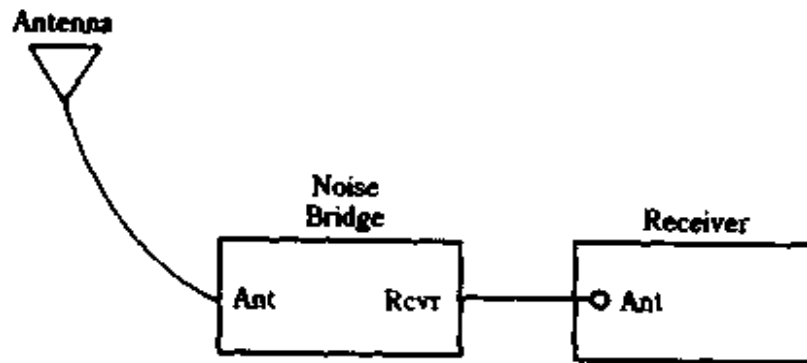 Antenna
Noise
Bridge
Receiver
Ant
Rcvr
Ant